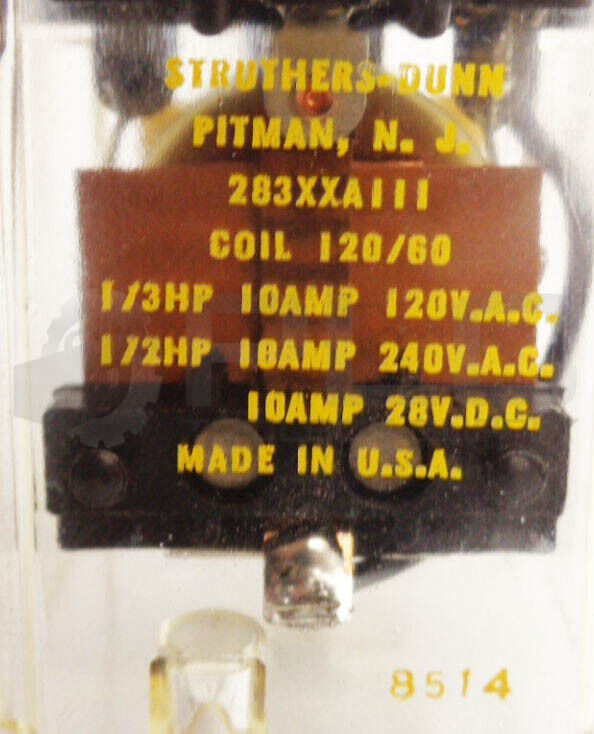 STRUTHERS-DUNN
PITMAN, N. J.
283XXA111
COIL 120/60
1/3HP 10AMP 120V.A.C.
1/2HP 10AMP 240V.A.C.
10AMP 28V.D.C.
MADE IN U.S.A.
8514